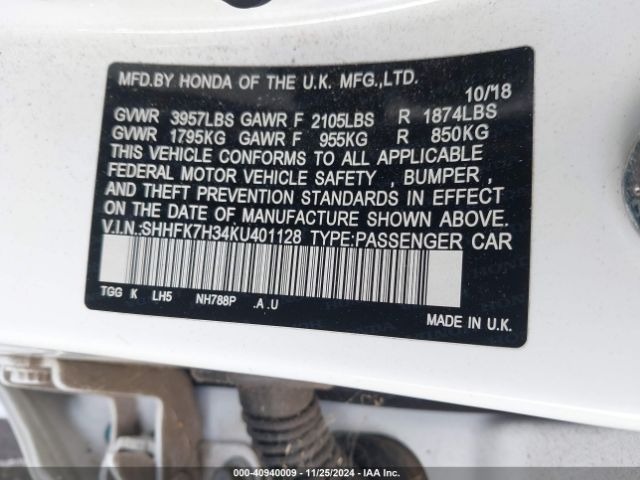 MFD.BY HONDA OF THE U.K. MFG.,LTD.
10/18
GVWR 3957LBS GAWR F 2105LBS R 1874LBS
GVWR 1795KG GAWR F 955KG R 850KG
THIS VEHICLE CONFORMS TO ALL APPLICABLE
FEDERAL MOTOR VEHICLE SAFETY , BUMPER ,
AND THEFT PREVENTION STANDARDS IN EFFECT
ON THE DATE OF MANUFACTURE SHOWN ABOVE.
V.I.N.:SHHFK7H34KU401128 TYPE:PASSENGER CAR
TGG K LH5 NH788P .A .U
MADE IN U.K.
000-40940009 - 11/25/2024 - IAA Inc.